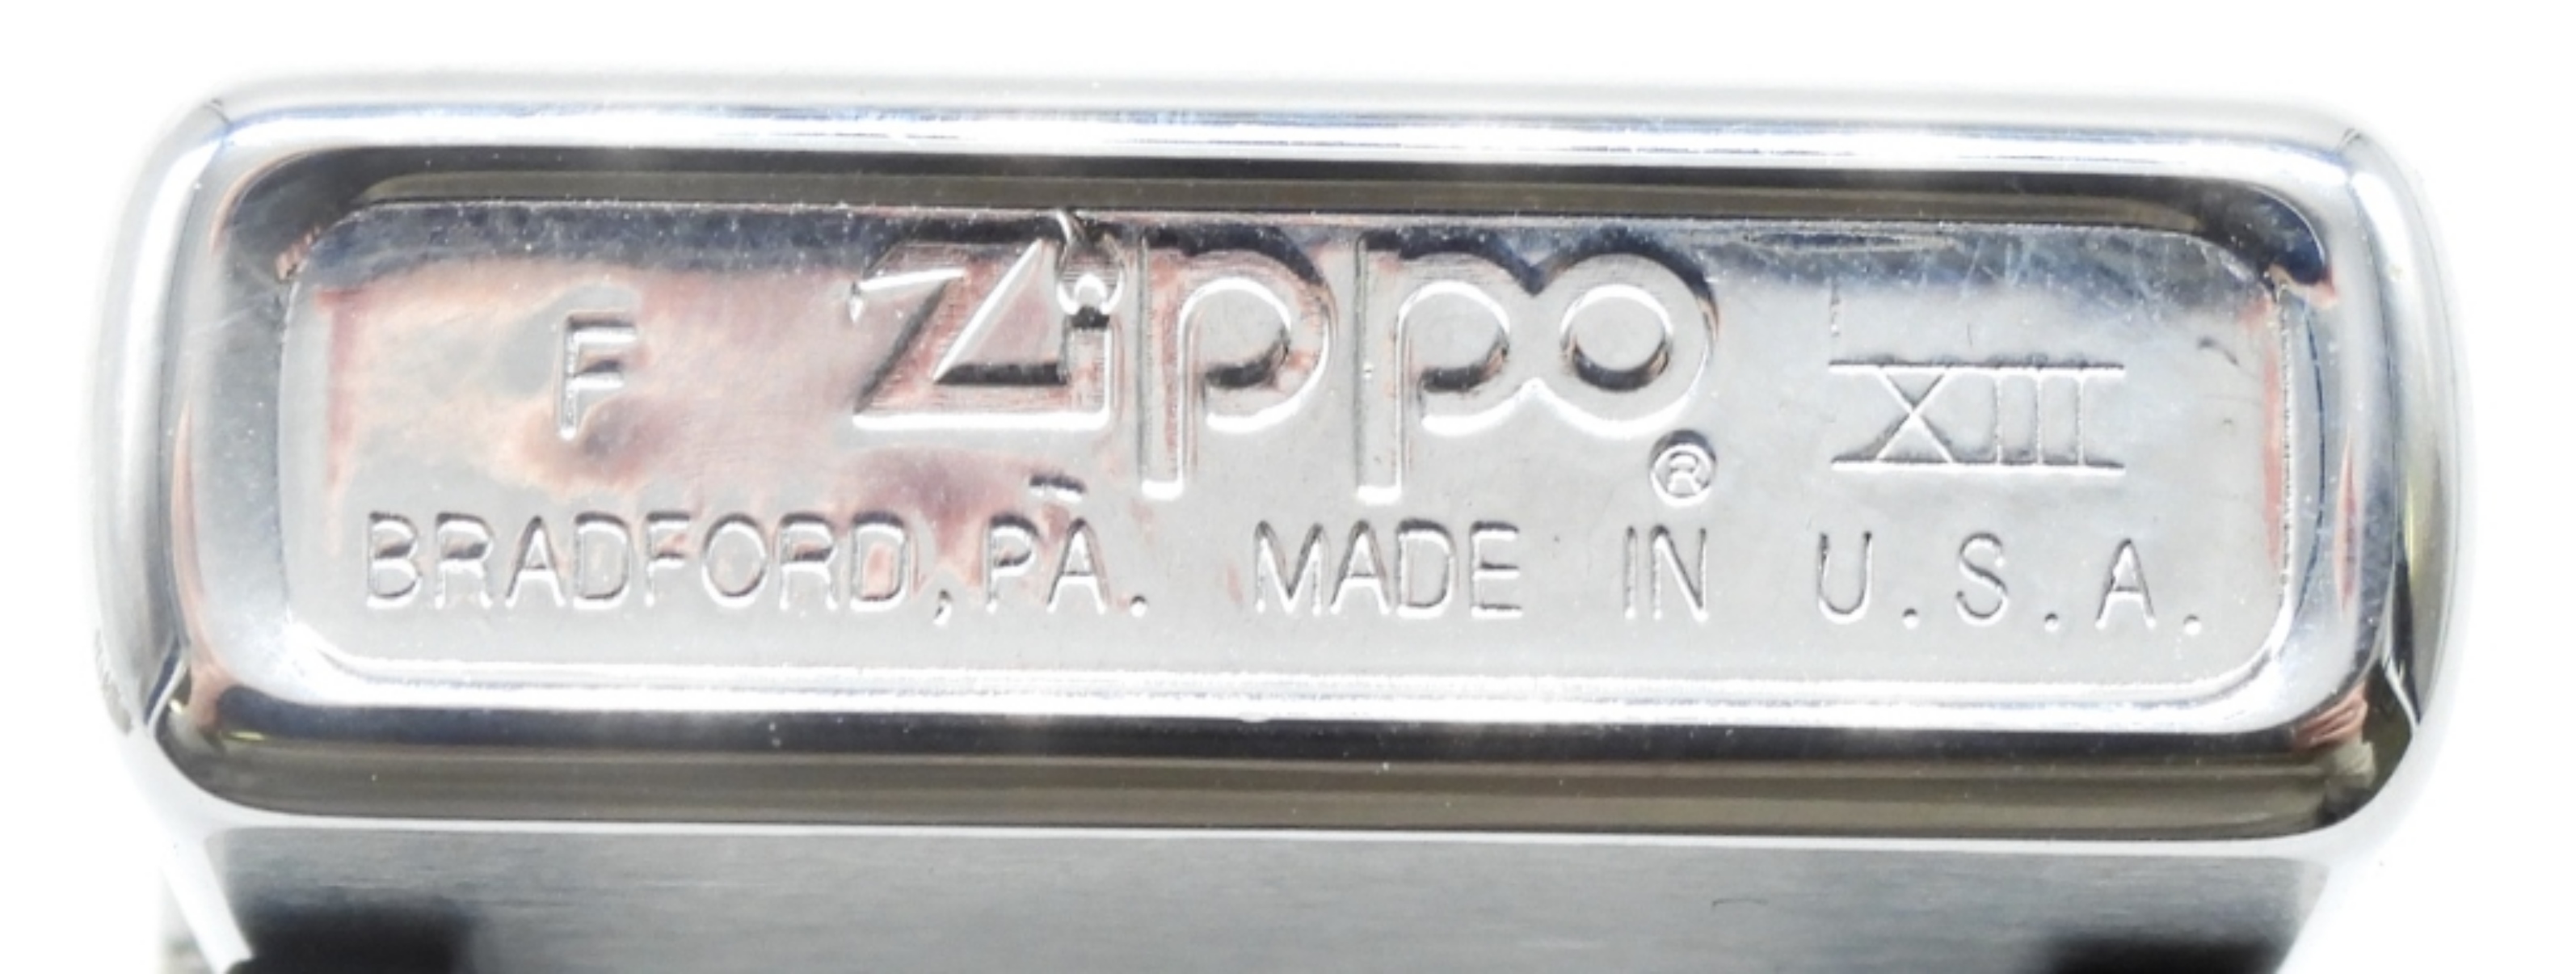 F Zippo ® XIII
BRADFORD, PA. MADE IN U.S.A.